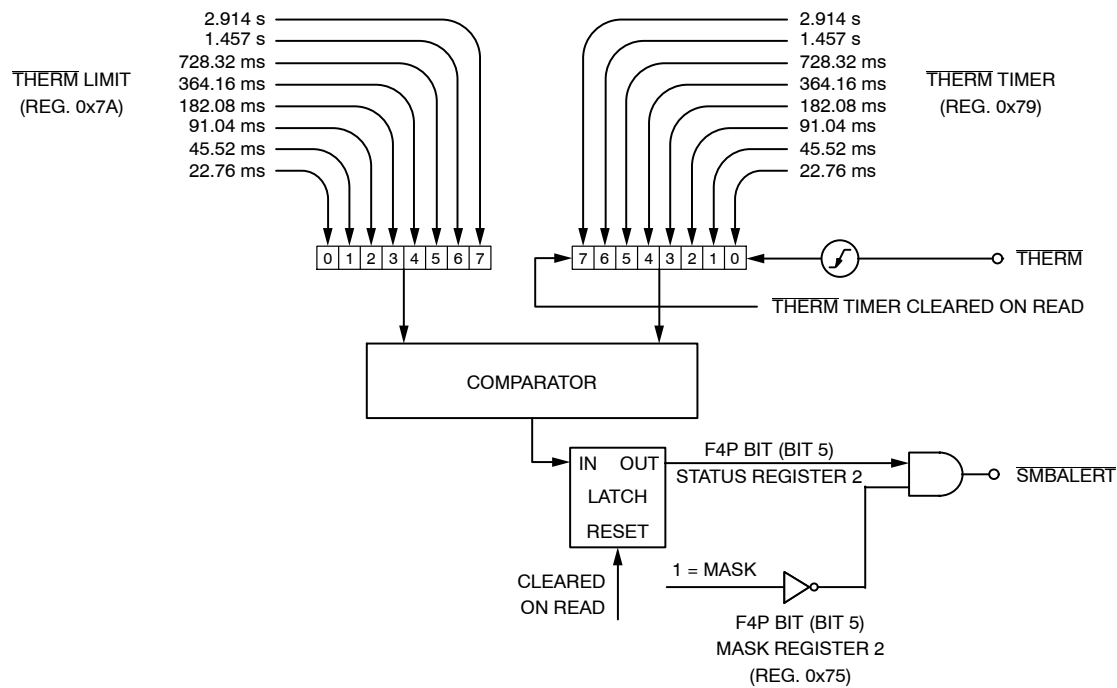 2.914 s
1.457 s
728.32 ms
364.16 ms
182.08 ms
91.04 ms
45.52 ms
22.76 ms
THERM LIMIT
(REG. 0x7A)
2.914 s
1.457 s
728.32 ms
364.16 ms
182.08 ms
91.04 ms
45.52 ms
22.76 ms
THERM TIMER
(REG. 0x79)
0 1 2 3 4 5 6 7
7 6 5 4 3 2 1 0
THERM
THERM TIMER CLEARED ON READ
COMPARATOR
IN OUT
LATCH
RESET
F4P BIT (BIT 5)
STATUS REGISTER 2
SMBALERT
CLEARED
ON READ
1 = MASK
F4P BIT (BIT 5)
MASK REGISTER 2
(REG. 0x75)